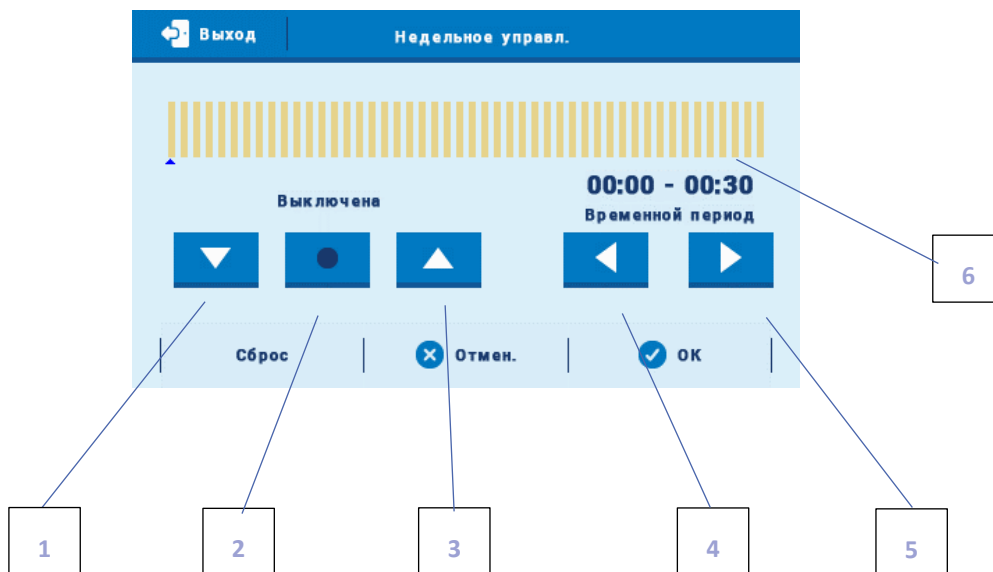 Выход
Недельное управл.
00:00 - 00:30
Выключена
Временной период
6
Сброс
Отмен.
ОК
1
2
3
4
5